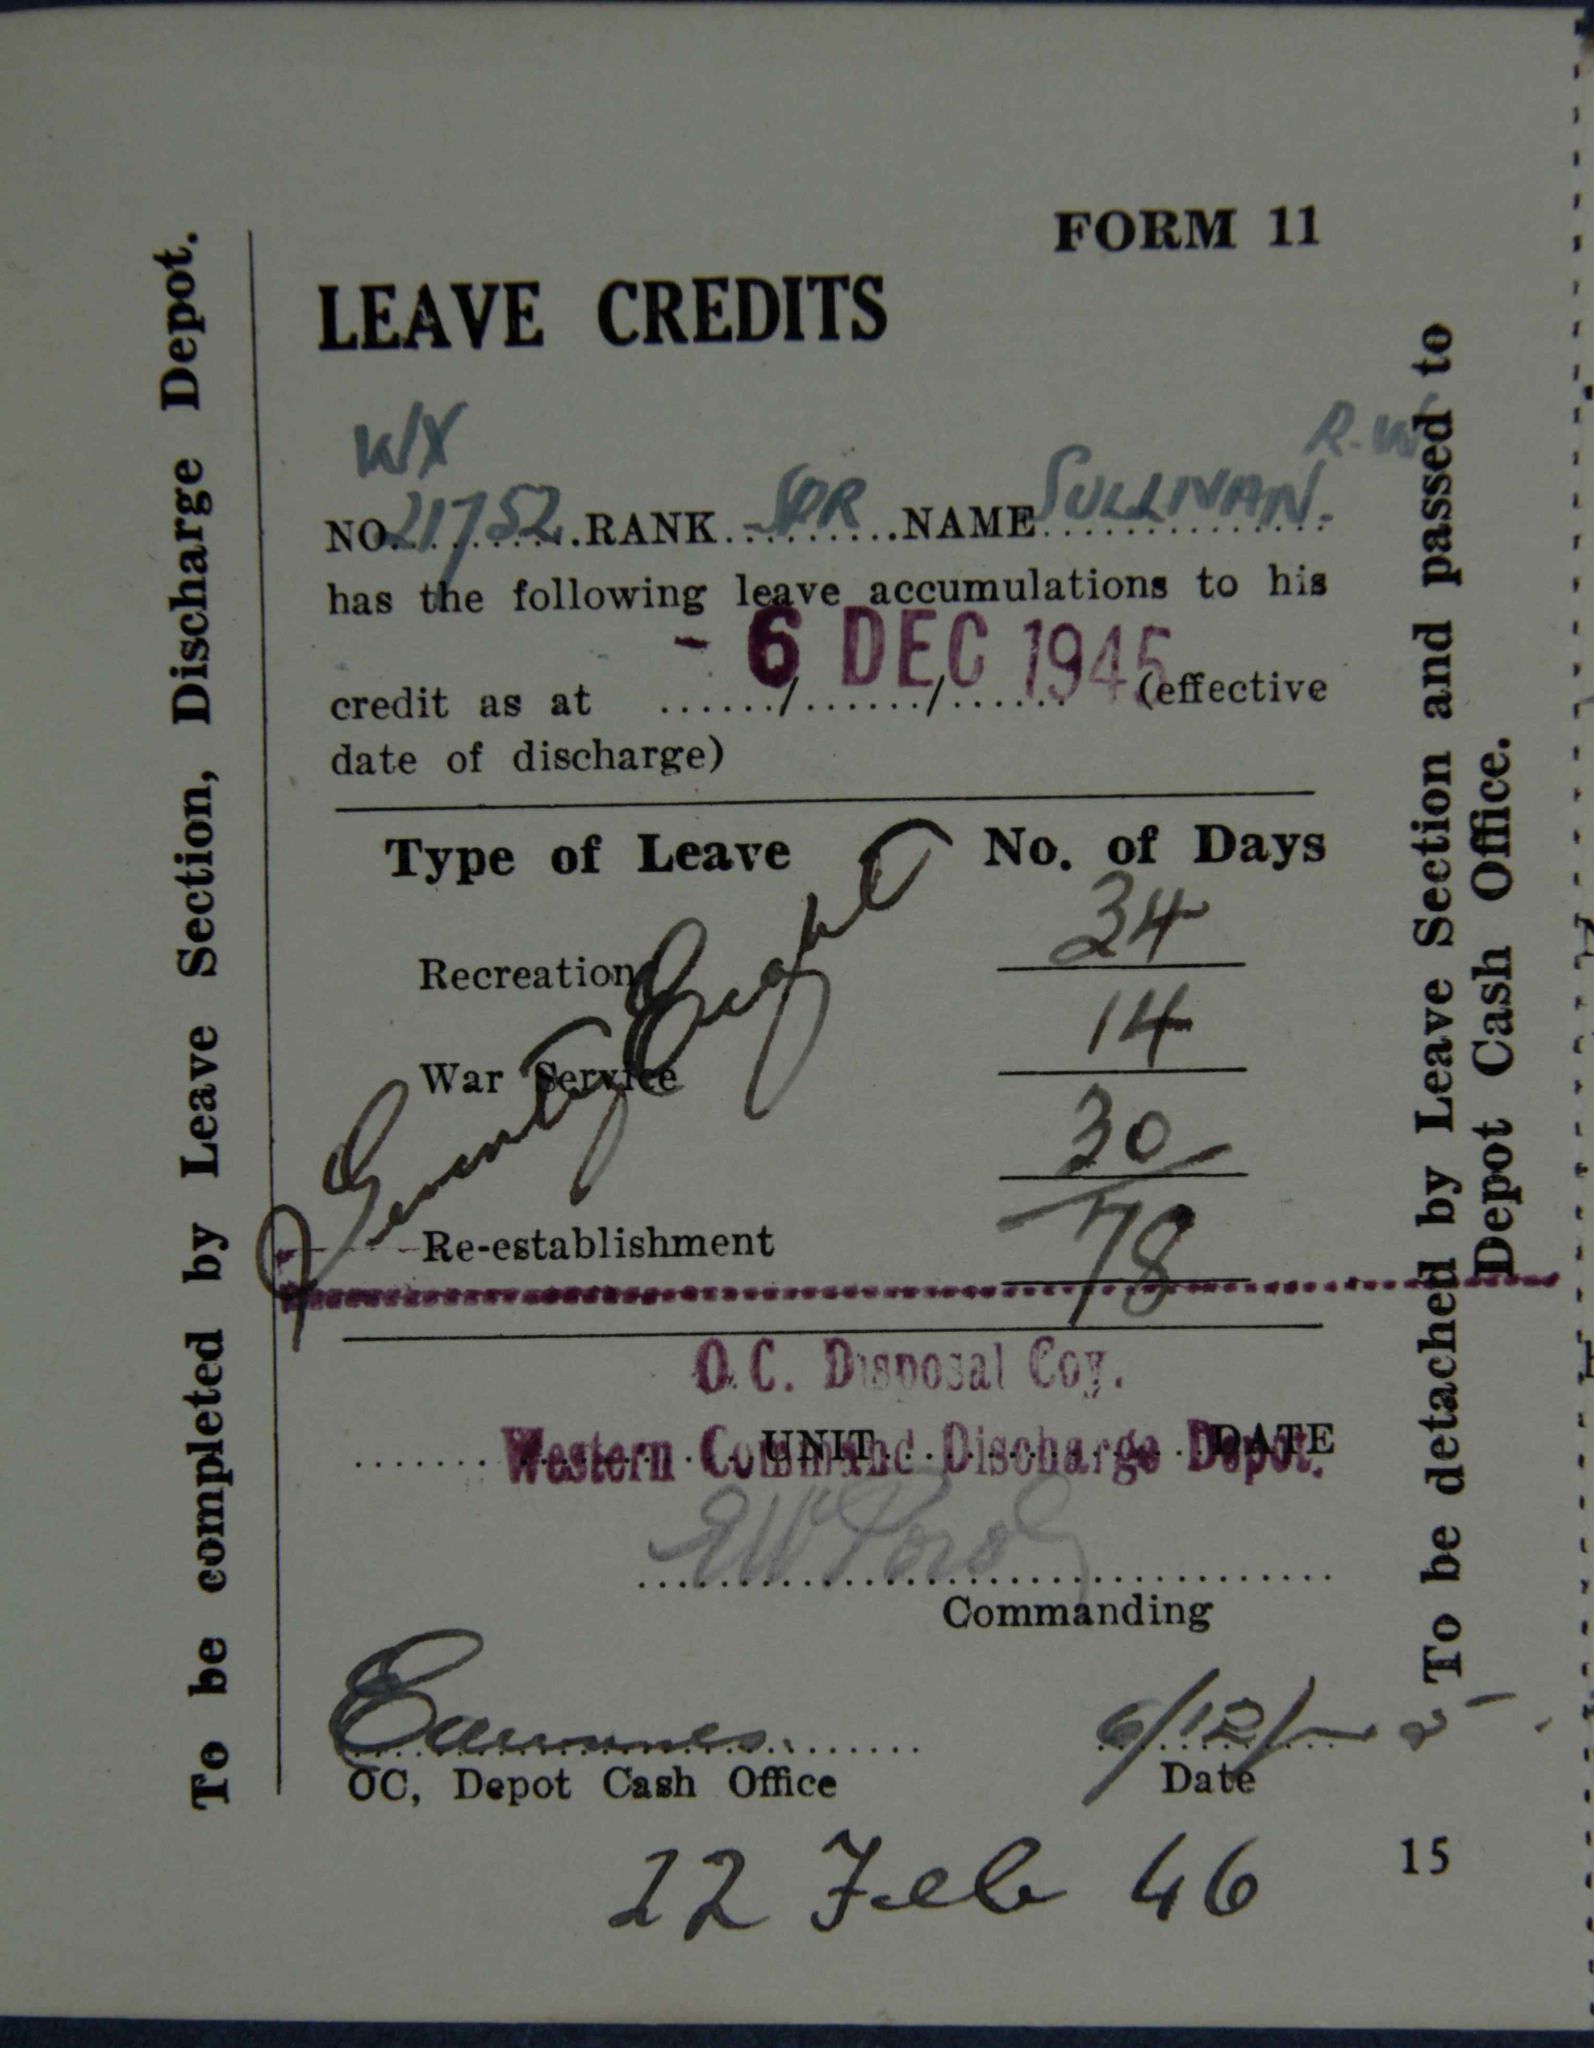 FORM 11
LEAVE CREDITS
WX R.W
NO. 21752 RANK SPR NAME SULLIVAN.
has the following leave accumulations to his
- 6 DEC 1945
credit as at ....../....../...... (effective
date of discharge)
Type of Leave No. of Days
34
Recreation
14
War Service
30
Re-establishment 78
Seventy Eight
O.C. Disposal Coy.
UNIT DATE
Western Command Discharge Depot.
Commanding
6/12/
OC, Depot Cash Office Date
22 Feb 46
15
To be completed by Leave Section, Discharge Depot.
To be detached by Leave Section and passed to
Depot Cash Office.